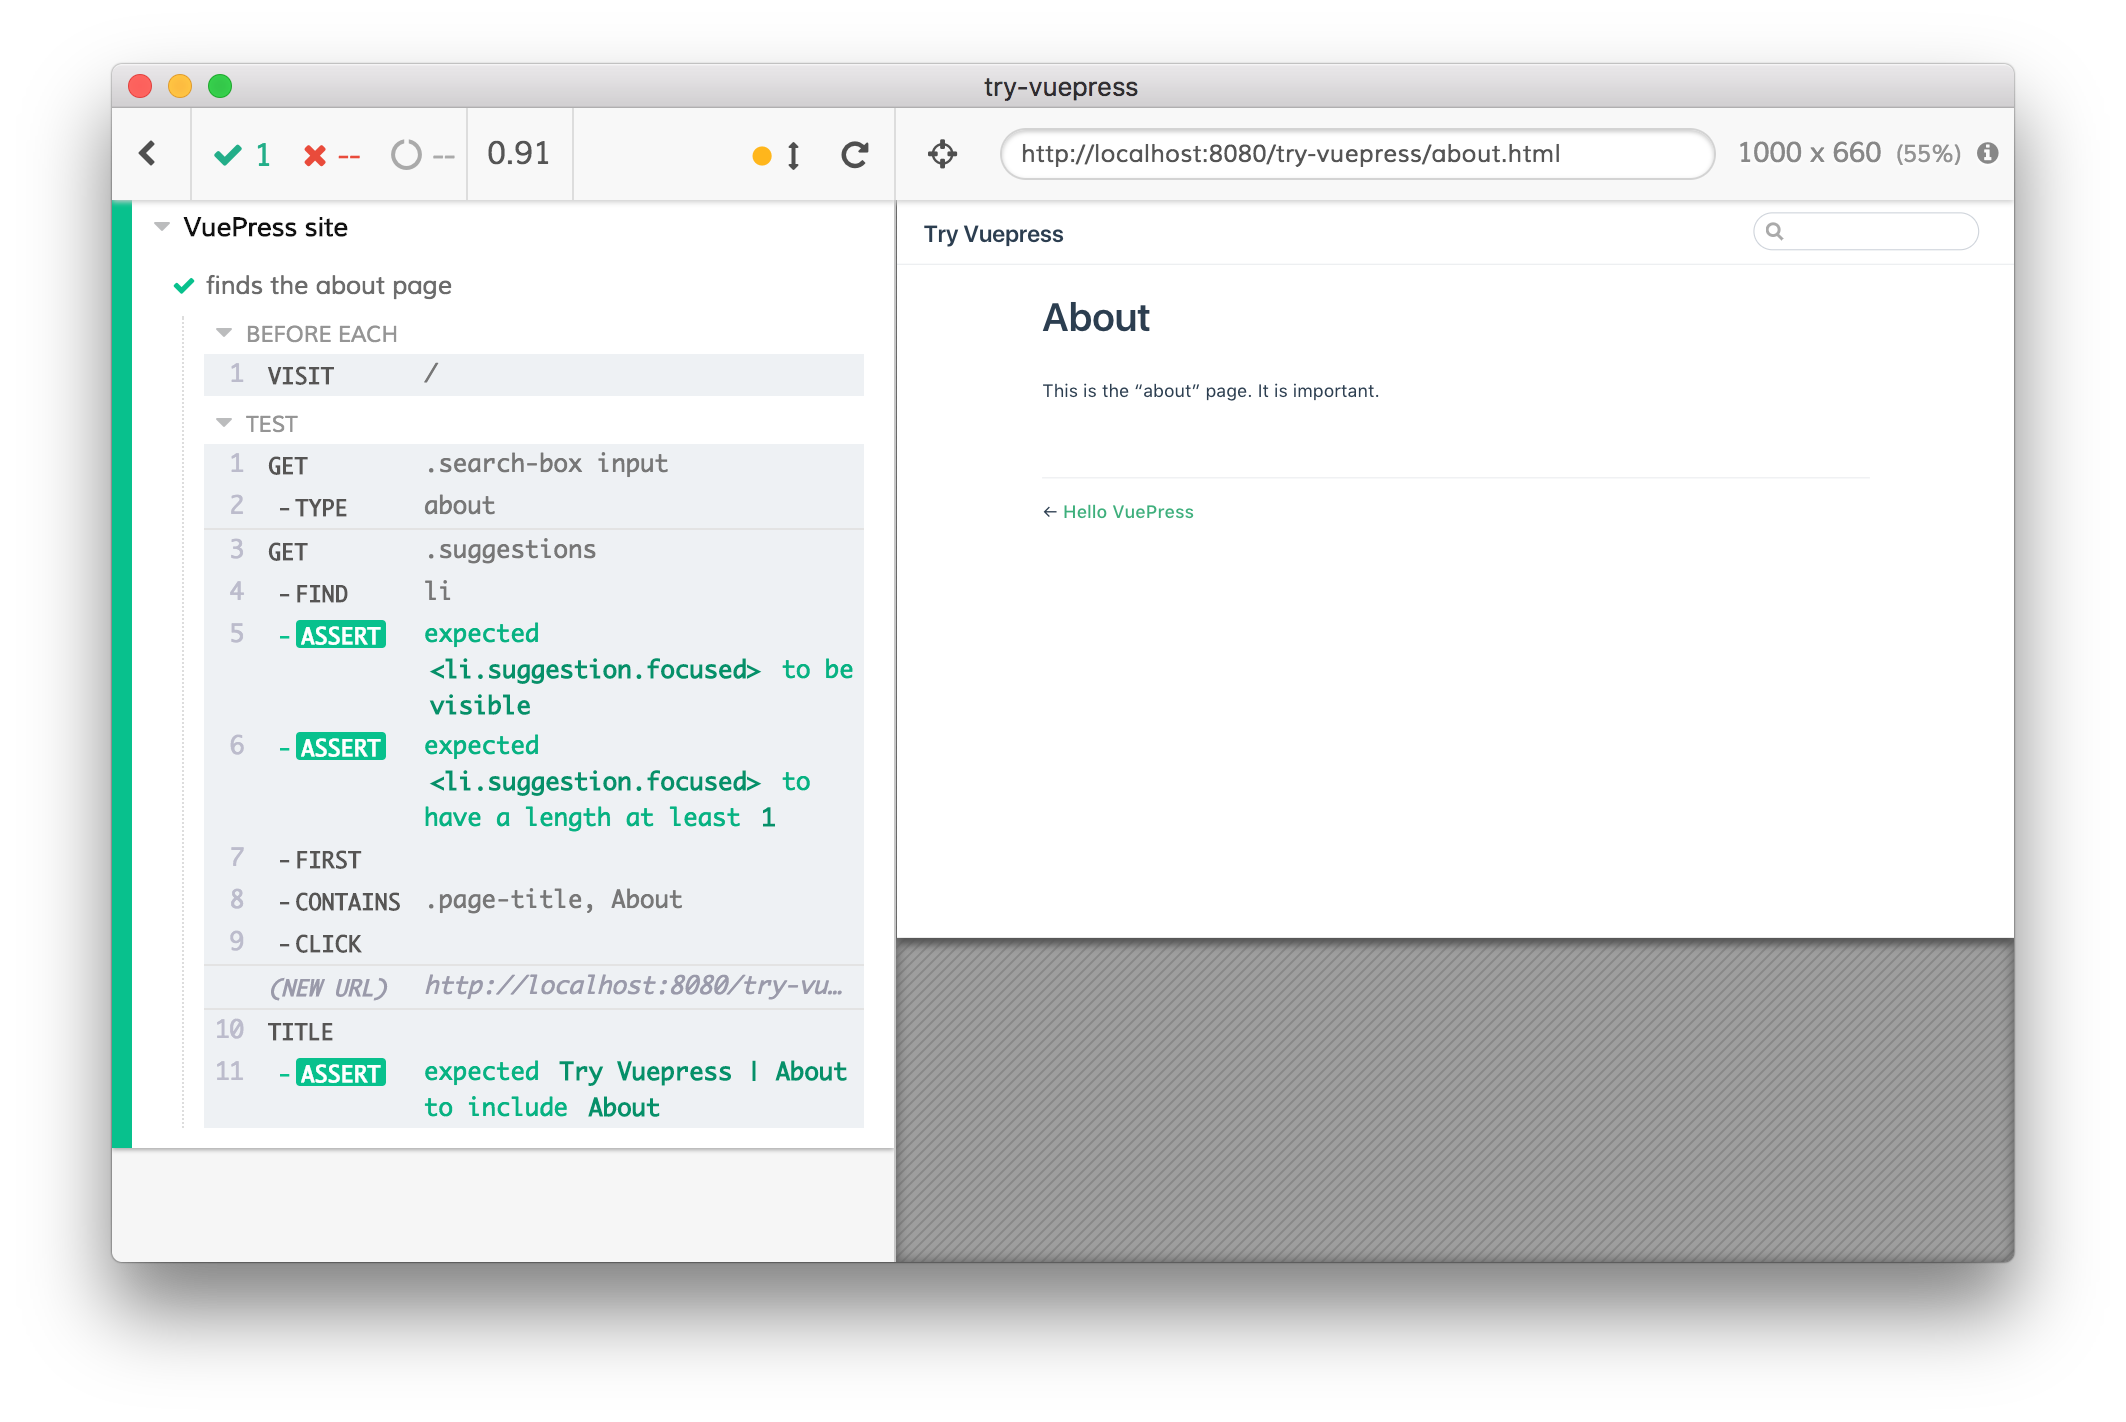 try-vuepress
1 -- -- 0.91
http://localhost:8080/try-vuepress/about.html 1000 x 660 (55%)
VuePress site
finds the about page
BEFORE EACH
1 VISIT /
TEST
1 GET .search-box input
2 -TYPE about
3 GET .suggestions
4 -FIND li
5 -ASSERT expected
<li.suggestion.focused> to be
visible
6 -ASSERT expected
<li.suggestion.focused> to
have a length at least 1
7 -FIRST
8 -CONTAINS .page-title, About
9 -CLICK
(NEW URL) http://localhost:8080/try-vu…
10 TITLE
11 -ASSERT expected Try Vuepress | About
to include About
Try Vuepress
About
This is the “about” page. It is important.
← Hello VuePress